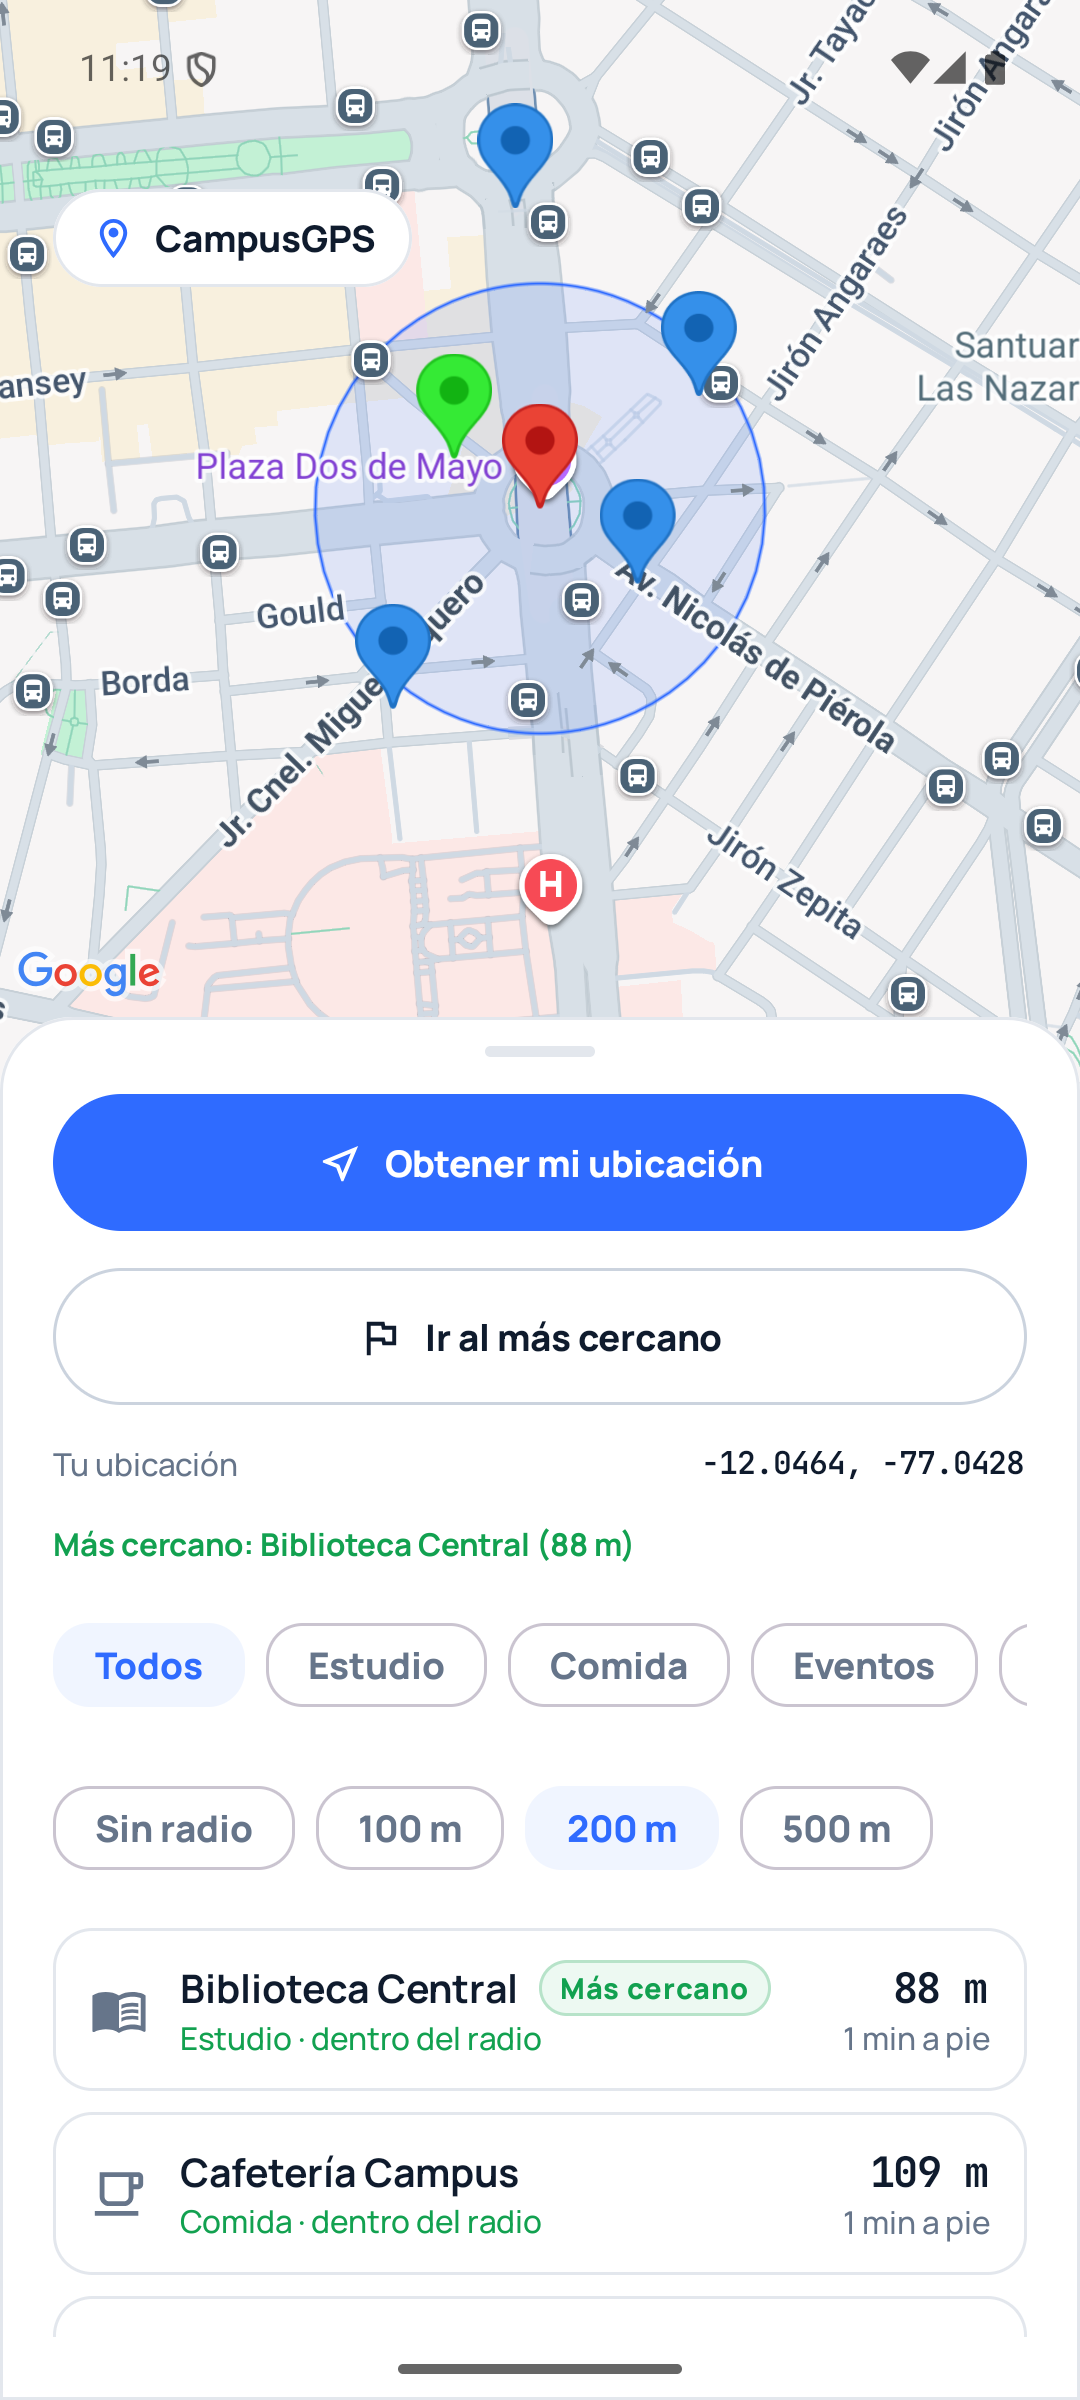 11:19
Jr. Tayac
Jirón Angara
CampusGPS
Jirón Angaraes
Santuar
Las Nazar
ansey
Plaza Dos de Mayo
Gould
quero
Av. Nicolás de Piérola
Borda
Jr. Cnel. Migue
Jirón Zepita
H
Google
Obtener mi ubicación
Ir al más cercano
Tu ubicación -12.0464, -77.0428
Más cercano: Biblioteca Central (88 m)
Todos Estudio Comida Eventos
Sin radio 100 m 200 m 500 m
Biblioteca Central Más cercano 88 m
Estudio · dentro del radio 1 min a pie
Cafetería Campus 109 m
Comida · dentro del radio 1 min a pie